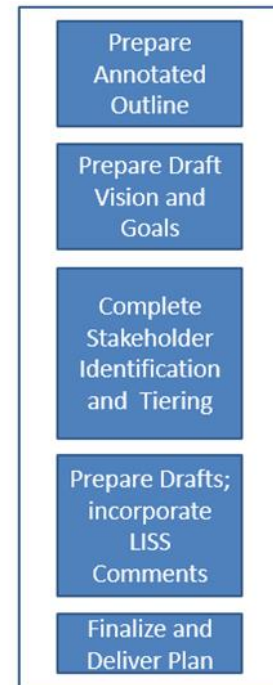 Prepare
Annotated
Outline
Prepare Draft
Vision and
Goals
Complete
Stakeholder
Identification
and Tiering
Prepare Drafts;
incorporate
LISS
Comments
Finalize and
Deliver Plan